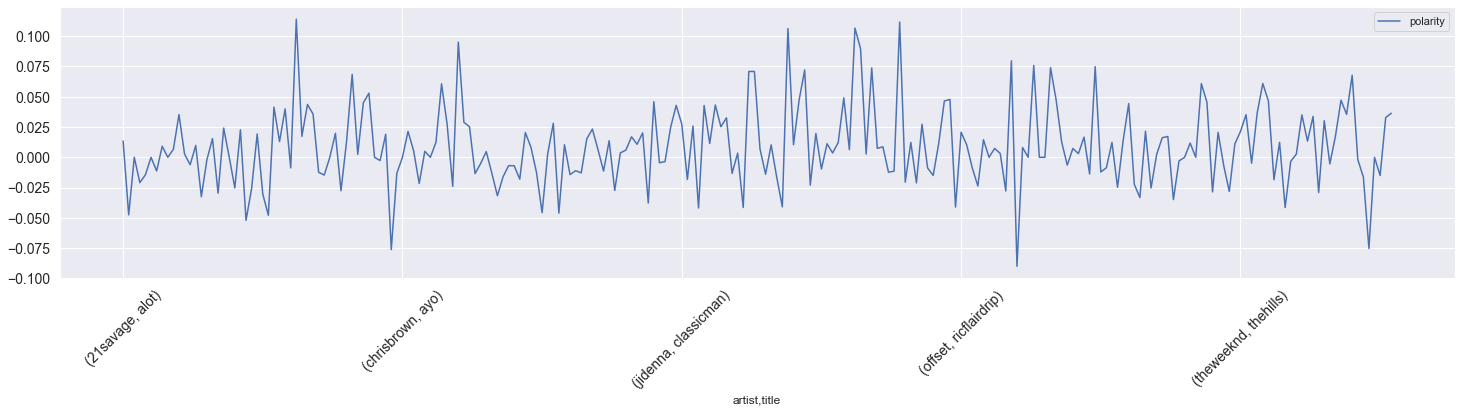 polarity
0.100
0.075
0.050
0.025
0.000
−0.025
−0.050
−0.075
−0.100
(21savage, alot)
(chrisbrown, ayo)
(jidenna, classicman)
(offset, ricflairdrip)
(theweeknd, thehills)
artist,title